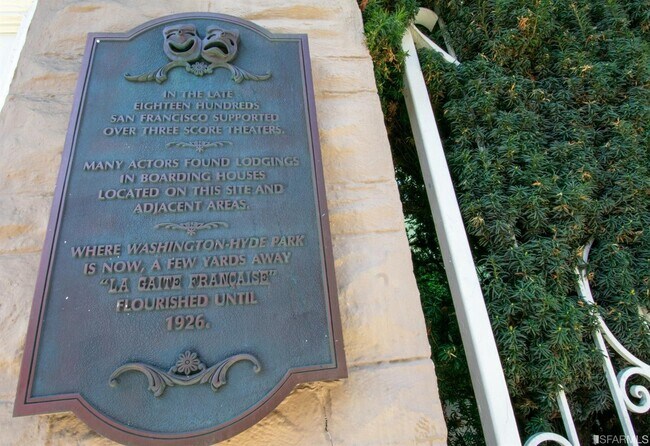 IN THE LATE
EIGHTEEN HUNDREDS
SAN FRANCISCO SUPPORTED
OVER THREE SCORE THEATERS.
MANY ACTORS FOUND LODGINGS
IN BOARDING HOUSES
LOCATED ON THIS SITE AND
ADJACENT AREAS.
WHERE WASHINGTON-HYDE PARK
IS NOW, A FEW YARDS AWAY
"LA GAITE FRANÇAISE"
FLOURISHED UNTIL
1926.
SFARMLS